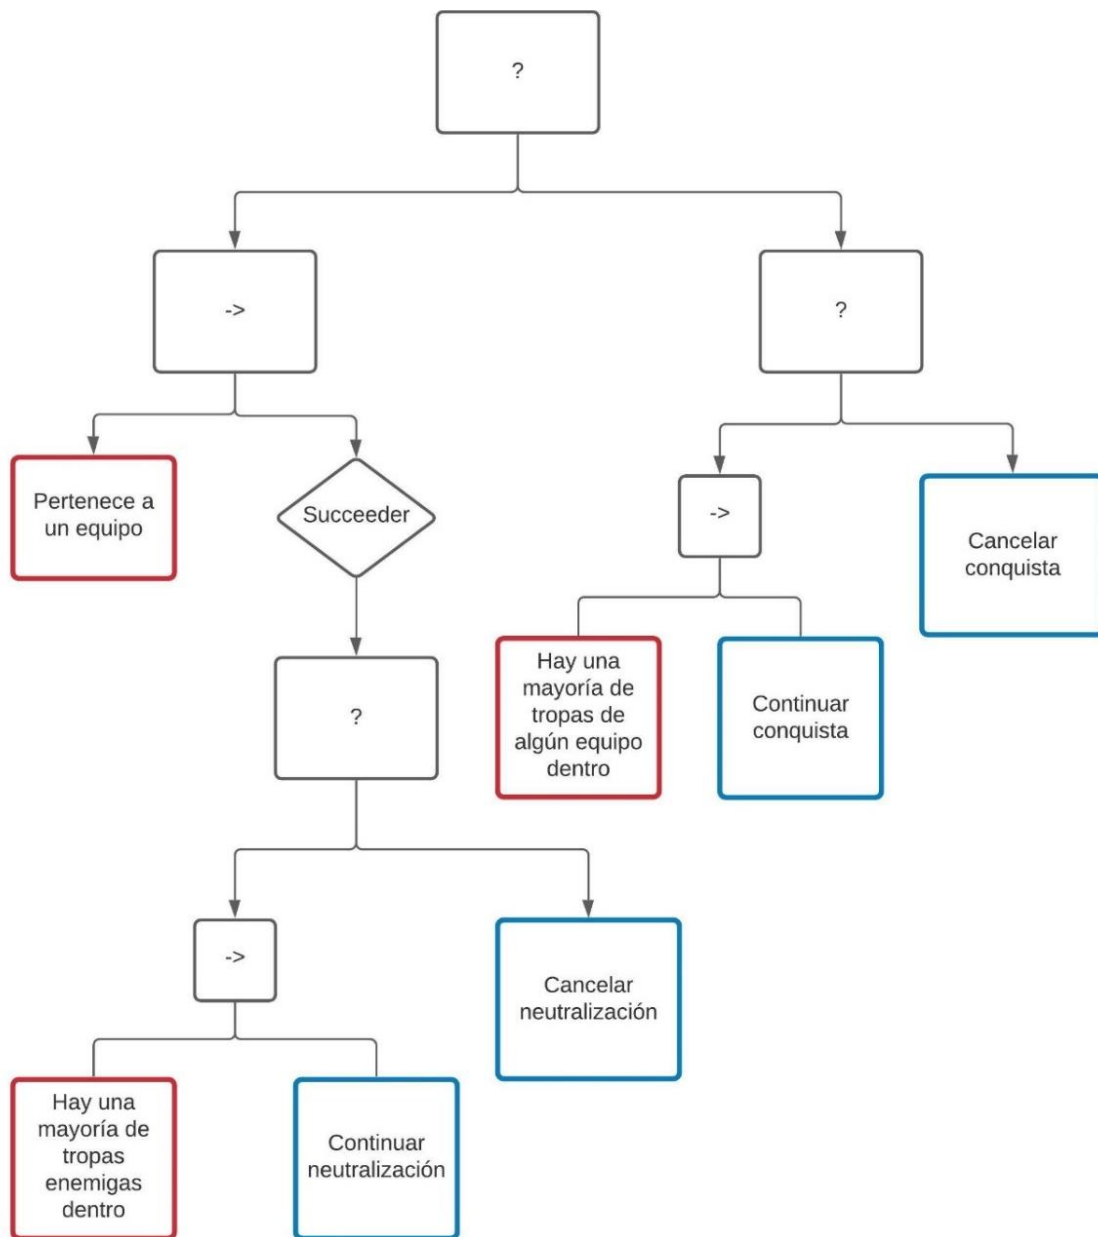 ?
->
?
Pertenece a
un equipo
Succeeder
->
Cancelar
conquista
Hay una
mayoría de
tropas de
algún equipo
dentro
Continuar
conquista
?
->
Cancelar
neutralización
Hay una
mayoría de
tropas
enemigas
dentro
Continuar
neutralización